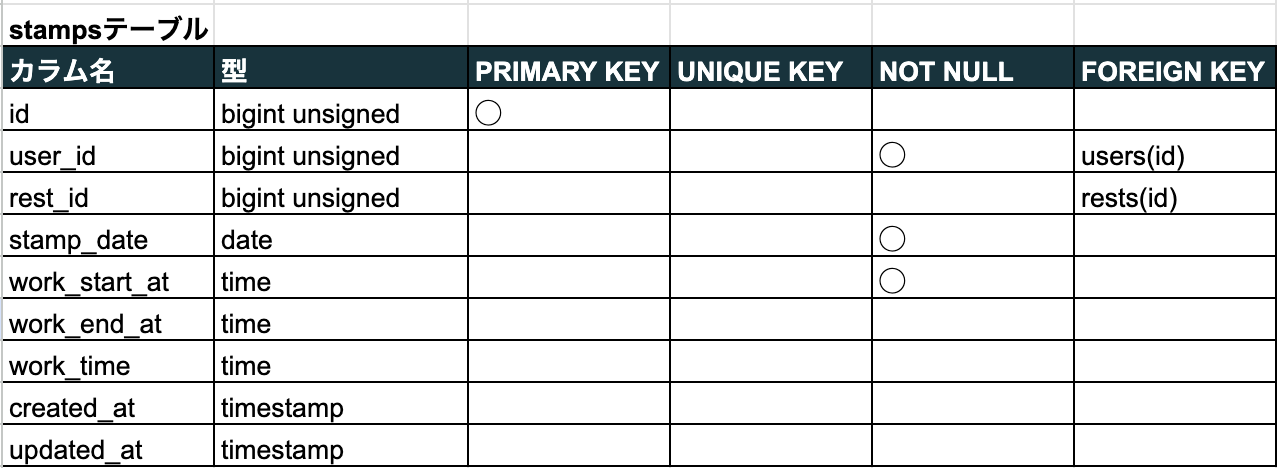 stampsテーブル
カラム名 型 PRIMARY KEY UNIQUE KEY NOT NULL FOREIGN KEY
id bigint unsigned ○
user_id bigint unsigned ○ users(id)
rest_id bigint unsigned rests(id)
stamp_date date ○
work_start_at time ○
work_end_at time
work_time time
created_at timestamp
updated_at timestamp